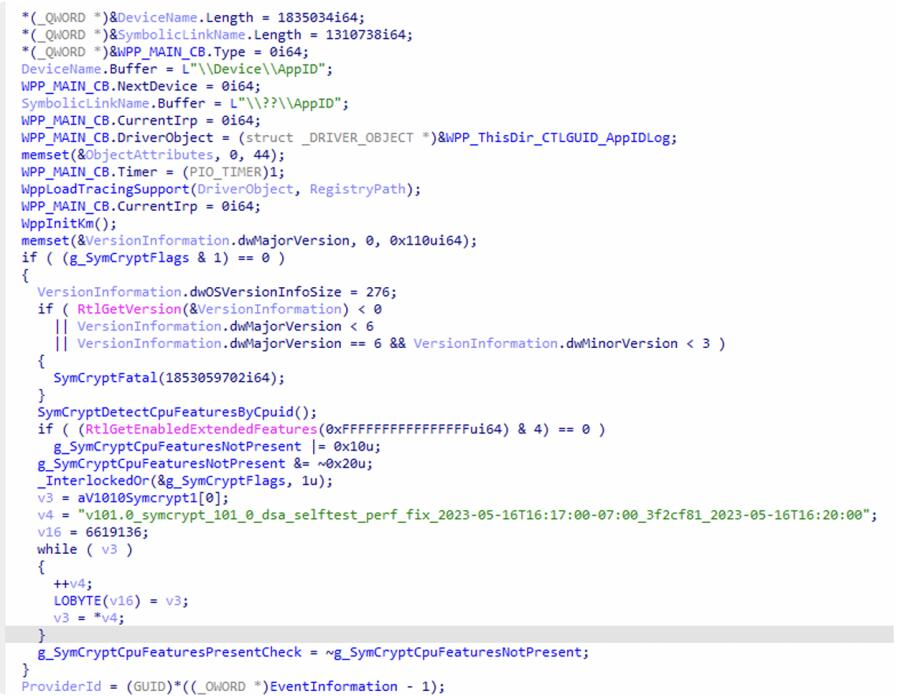 *(_QWORD *)&DeviceName.Length = 1835034i64;
*(_QWORD *)&SymbolicLinkName.Length = 1310738i64;
*(_QWORD *)&WPP_MAIN_CB.Type = 0i64;
DeviceName.Buffer = L"\\Device\\AppID";
WPP_MAIN_CB.NextDevice = 0i64;
SymbolicLinkName.Buffer = L"\\??\\AppID";
WPP_MAIN_CB.CurrentIrp = 0i64;
WPP_MAIN_CB.DriverObject = (struct _DRIVER_OBJECT *)&WPP_ThisDir_CTLGUID_AppIDLog;
memset(&ObjectAttributes, 0, 44);
WPP_MAIN_CB.Timer = (PIO_TIMER)1;
WppLoadTracingSupport(DriverObject, RegistryPath);
WPP_MAIN_CB.CurrentIrp = 0i64;
WppInitKm();
memset(&VersionInformation.dwMajorVersion, 0, 0x110ui64);
if ( (g_SymCryptFlags & 1) == 0 )
{
VersionInformation.dwOSVersionInfoSize = 276;
if ( RtlGetVersion(&VersionInformation) < 0
|| VersionInformation.dwMajorVersion < 6
|| VersionInformation.dwMajorVersion == 6 && VersionInformation.dwMinorVersion < 3 )
{
SymCryptFatal(1853059702i64);
}
SymCryptDetectCpuFeaturesByCpuid();
if ( (RtlGetEnabledExtendedFeatures(0xFFFFFFFFFFFFFFFFui64) & 4) == 0 )
g_SymCryptCpuFeaturesNotPresent |= 0x10u;
g_SymCryptCpuFeaturesNotPresent &= ~0x20u;
_InterlockedOr(&g_SymCryptFlags, 1u);
v3 = aV1010Symcrypt1[0];
v4 = "v101.0_symcrypt_101_0_dsa_selftest_perf_fix_2023-05-16T16:17:00-07:00_3f2cf81_2023-05-16T16:20:00";
v16 = 6619136;
while ( v3 )
{
++v4;
LOBYTE(v16) = v3;
v3 = *v4;
}
g_SymCryptCpuFeaturesPresentCheck = ~g_SymCryptCpuFeaturesNotPresent;
}
ProviderId = (GUID)*((_OWORD *)EventInformation - 1);